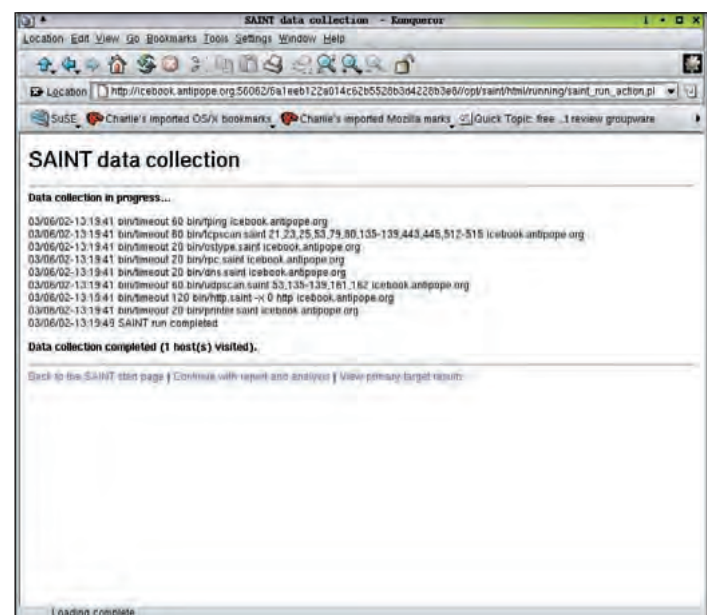 SAINT data collection - Konqueror
Location Edit View Go Bookmarks Tools Settings Window Help
Location http://icebook.antipope.org:56062/
SuSE Charlie's imported OS/X bookmarks Charlie's imported Mozilla marks Quick Topic: free ...t review groupware
SAINT data collection
Data collection in progress...
03/06/02-13:19:41 bin/timeout 60 bin/fping icebook.antipope.org
03/06/02-13:19:41 bin/timeout 60 bin/tcpscan.saint 21,23,25,53,79,80,135-139,443,445,512-515 icebook.antipope.org
03/06/02-13:19:41 bin/timeout 20 bin/ostype.saint icebook.antipope.org
03/06/02-13:19:41 bin/timeout 20 bin/rpc.saint icebook.antipope.org
03/06/02-13:19:41 bin/timeout 20 bin/dns.saint icebook.antipope.org
03/06/02-13:19:41 bin/timeout 60 bin/udpscan.saint 53,135-139,161,162 icebook.antipope.org
03/06/02-13:19:41 bin/timeout 120 bin/http.saint -x 0 http icebook.antipope.org
03/06/02-13:19:41 bin/timeout 20 bin/printer.saint icebook.antipope.org
03/06/02-13:19:49 SAINT run completed
Data collection completed (1 host(s) visited).
Back to the SAINT start page | Continue with report and analysis | View primary target results
Loading complete